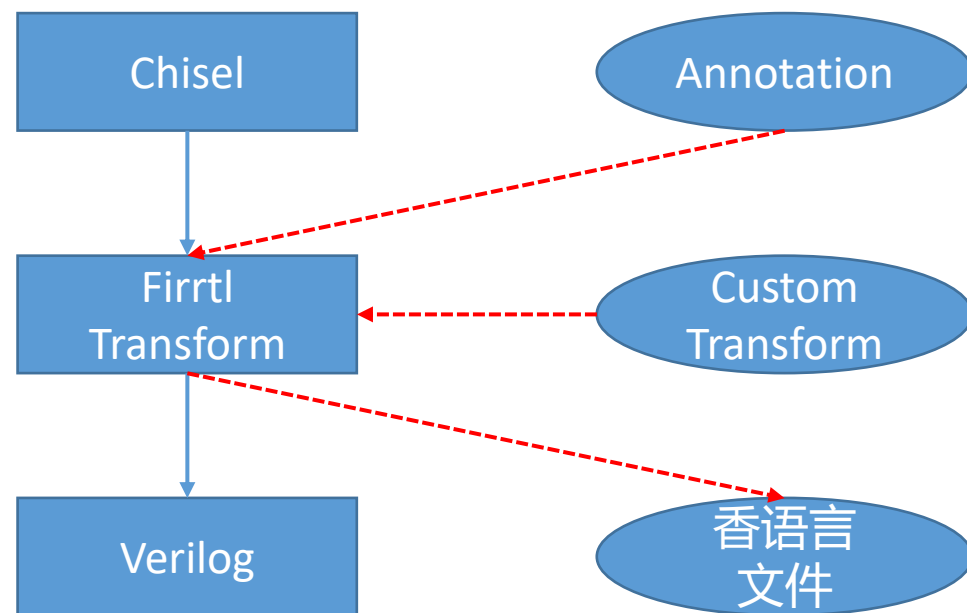 Chisel
Annotation
Firrtl
Transform
Custom
Transform
Verilog
香语言
文件